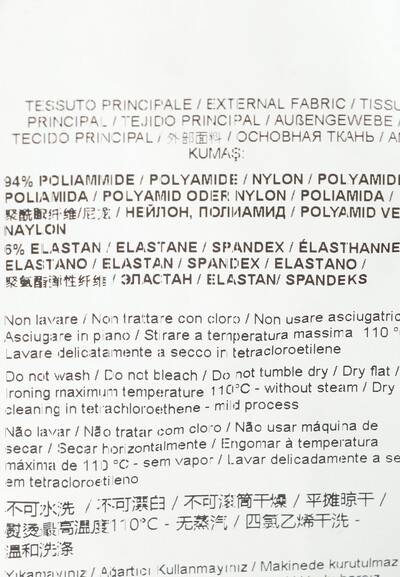 TESSUTO PRINCIPALE / EXTERNAL FABRIC / TISSU
PRINCIPAL / TEJIDO PRINCIPAL / AUßENGEWEBE /
TECIDO PRINCIPAL / 外部面料 / ОСНОВНАЯ ТКАНЬ / AN
KUMAŞ:
94% POLIAMMIDE / POLYAMIDE / NYLON / POLYAMIDE
POLIAMIDA / POLYAMID ODER NYLON / POLIAMIDA /
聚酰胺纤维/尼龙 / НЕЙЛОН, ПОЛИАМИД / POLYAMID VE
NAYLON
6% ELASTAN / ELASTANE / SPANDEX / ÉLASTHANNE
ELASTANO / ELASTAN / SPANDEX / ELASTANO /
聚氨酯弹性纤维 / ЭЛАСТАН / ELASTAN/ SPANDEKS
Non lavare / Non trattare con cloro / Non usare asciugatric
Asciugare in piano / Stirare a temperatura massima 110 °
Lavare delicatamente a secco in tetracloroetilene
Do not wash / Do not bleach / Do not tumble dry / Dry flat /
Ironing maximum temperature 110°C - without steam / Dry
cleaning in tetrachloroethene - mild process
Não lavar / Não tratar com cloro / Não usar máquina de
secar / Secar horizontalmente / Engomar à temperatura
máxima de 110 °C - sem vapor / Lavar delicadamente a se
em tetracloroetileno
不可水洗 / 不可漂白 / 不可滚筒干燥 / 平摊晾干 /
熨烫最高温度110°C - 无蒸汽 / 四氯乙烯干洗 -
温和洗涤
Yıkamayınız / Ağartıcı Kullanmayınız / Makinede kurutulmaz